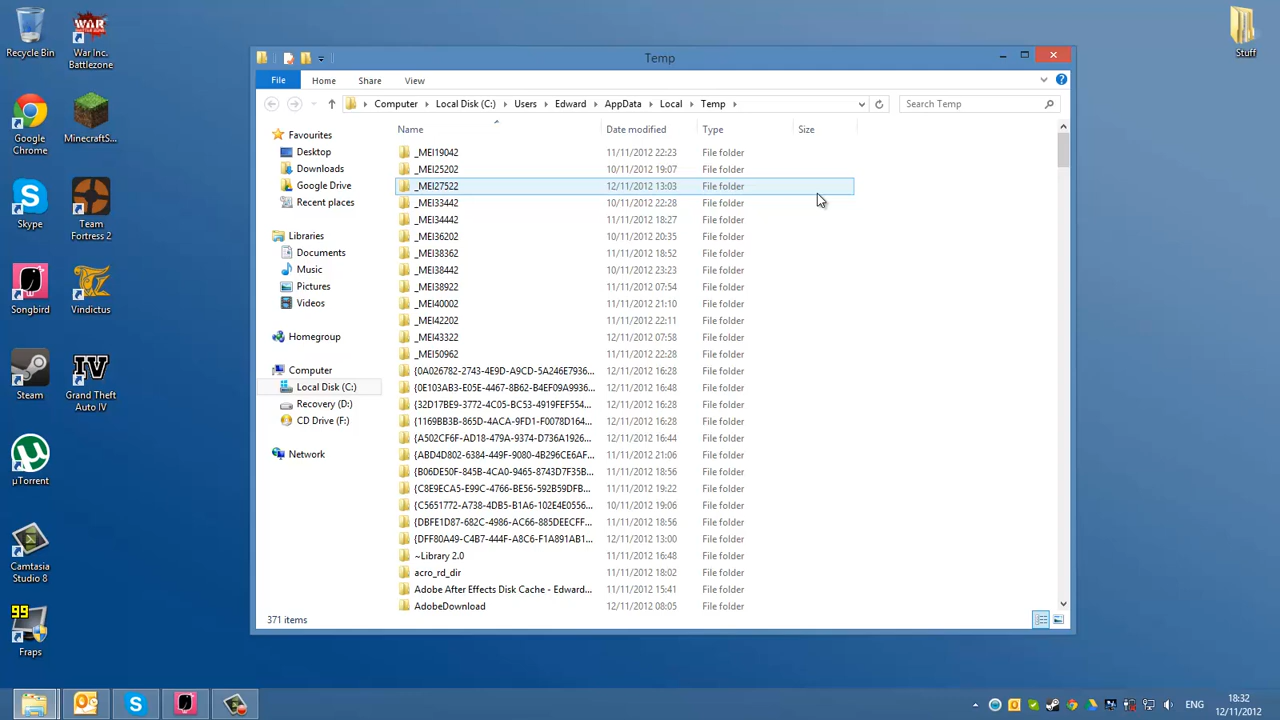 Recycle Bin
War Inc. Battlezone
Stuff
Google Chrome
MinecraftS...
Skype
Team Fortress 2
Songbird
Vindictus
Steam
Grand Theft Auto IV
µTorrent
Camtasia Studio 8
99
Fraps
Temp
File Home Share View
Computer Local Disk (C:) Users Edward AppData Local Temp
Search Temp
Favourites
Desktop
Downloads
Google Drive
Recent places
Libraries
Documents
Music
Pictures
Videos
Homegroup
Computer
Local Disk (C:)
Recovery (D:)
CD Drive (F:)
Network
Name Date modified Type Size
_MEI19042 11/11/2012 22:23 File folder
_MEI25202 10/11/2012 19:07 File folder
_MEI27522 12/11/2012 13:03 File folder
_MEI33442 10/11/2012 22:28 File folder
_MEI34442 11/11/2012 18:27 File folder
_MEI36202 10/11/2012 20:35 File folder
_MEI38362 11/11/2012 18:52 File folder
_MEI38442 10/11/2012 23:23 File folder
_MEI38922 11/11/2012 07:54 File folder
_MEI40002 11/11/2012 21:10 File folder
_MEI42202 11/11/2012 22:11 File folder
_MEI43322 12/11/2012 07:58 File folder
_MEI50962 11/11/2012 22:28 File folder
{0A026782-2743-4E9D-A9CD-5A246E7936... 12/11/2012 16:28 File folder
{0E103AB3-E05E-4467-8B62-B4EF09A9936... 12/11/2012 16:48 File folder
{32D17BE9-3772-4C05-BC53-4919FEF554... 12/11/2012 16:28 File folder
{1169BB3B-865D-4ACA-9FD1-F0078D164... 12/11/2012 16:28 File folder
{A502CF6F-AD18-479A-9374-D736A1926... 12/11/2012 16:44 File folder
{ABD4D802-6384-449F-9080-4B296CE6AF... 11/11/2012 21:06 File folder
{B06DE50F-845B-4CA0-9465-8743D7F35B... 11/11/2012 18:56 File folder
{C8E9ECA5-E99C-4766-BE56-592B59DFB... 11/11/2012 19:22 File folder
{C5651772-A738-4DB5-B1A6-102E4E0556... 10/11/2012 19:06 File folder
{DBFE1D87-682C-4986-AC66-885DEECFF... 11/11/2012 18:56 File folder
{DFF80A49-C4B7-444F-A8C6-F1A891AB1... 12/11/2012 13:00 File folder
~Library 2.0 11/11/2012 16:48 File folder
acro_rd_dir 11/11/2012 18:02 File folder
Adobe After Effects Disk Cache - Edward... 11/11/2012 15:41 File folder
AdobeDownload 12/11/2012 08:05 File folder
371 items
ENG
18:32
12/11/2012